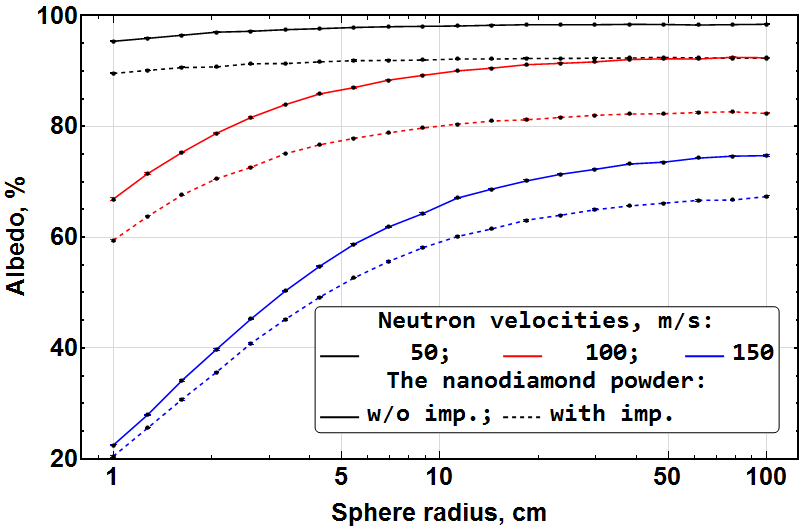 100
80
60
40
20
Albedo, %
Neutron velocities, m/s:
50; 100; 150
The nanodiamond powder:
w/o imp.; with imp.
1 5 10 50 100
Sphere radius, cm